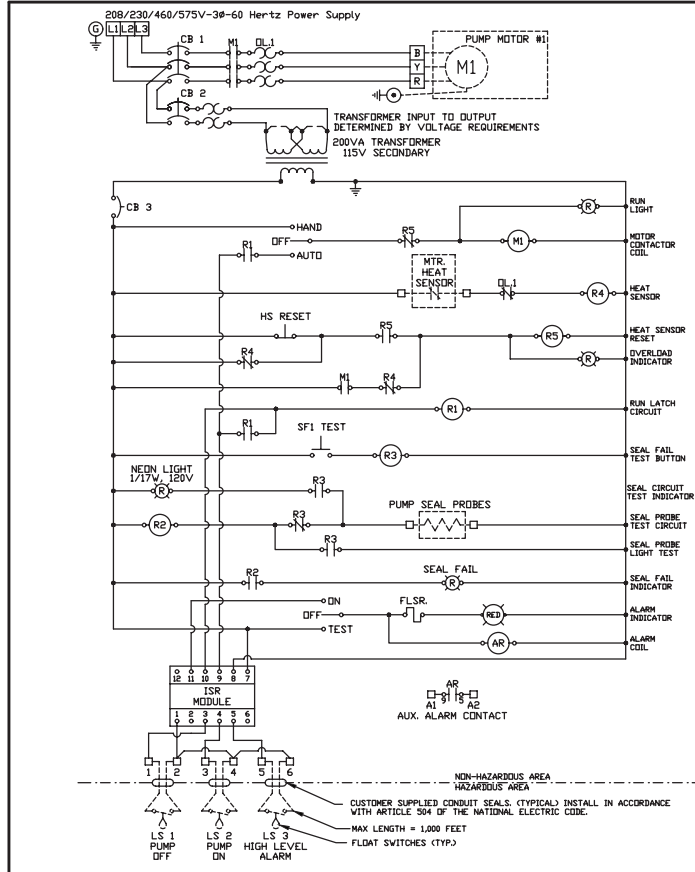 208/230/460/575V-3Ø-60 Hertz Power Supply
G L1 L2 L3
CB 1
M1
OL1
B
Y
R
PUMP MOTOR #1
M1
CB 2
TRANSFORMER INPUT TO OUTPUT
DETERMINED BY VOLTAGE REQUIREMENTS
200VA TRANSFORMER
115V SECONDARY
CB 3
R
RUN
LIGHT
HAND
OFF
AUTO
R1
R5
M1
MOTOR
CONTACTOR
COIL
MTR.
HEAT
SENSOR
OL1
R4
HEAT
SENSOR
HS RESET
R5
R5
HEAT SENSOR
RESET
R4
R
OVERLOAD
INDICATOR
M1
R4
R1
RUN LATCH
CIRCUIT
R1
SF1 TEST
R3
SEAL FAIL
TEST BUTTON
NEON LIGHT
1/17W, 120V
R
R3
SEAL CIRCUIT
TEST INDICATOR
R2
R3
PUMP SEAL PROBES
SEAL PROBE
TEST CIRCUIT
R3
SEAL PROBE
LIGHT TEST
R2
SEAL FAIL
R
SEAL FAIL
INDICATOR
ON
OFF
TEST
FLSR.
RED
ALARM
INDICATOR
AR
ALARM
COIL
12 11 10 9 8 7
ISR
MODULE
1 2 3 4 5 6
AR
A1 9 5 A2
AUX. ALARM CONTACT
1 2 3 4 5 6
NON-HAZARDOUS AREA
HAZARDOUS AREA
CUSTOMER SUPPLIED CONDUIT SEALS. (TYPICAL) INSTALL IN ACCORDANCE
WITH ARTICLE 504 OF THE NATIONAL ELECTRIC CODE.
MAX LENGTH = 1,000 FEET
FLOAT SWITCHES (TYP.)
LS 1
PUMP
OFF
LS 2
PUMP
ON
LS 3
HIGH LEVEL
ALARM